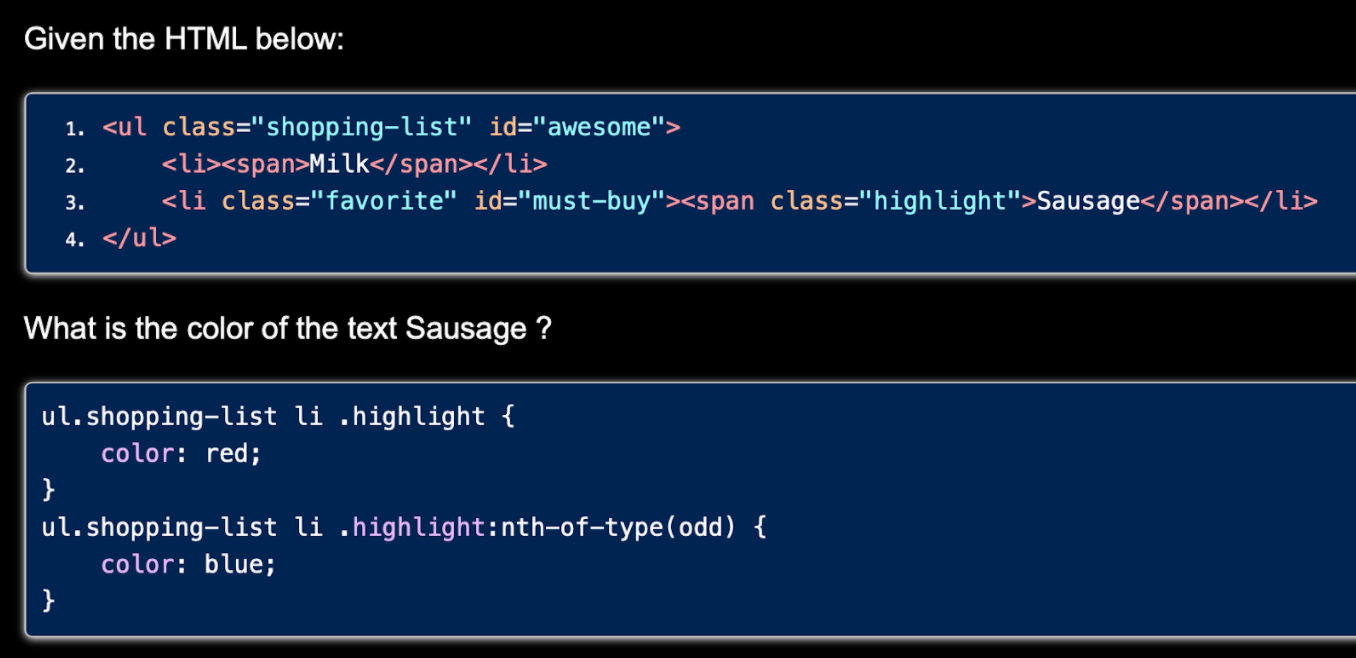 Given the HTML below:
1. <ul class="shopping-list" id="awesome">
2.     <li><span>Milk</span></li>
3.     <li class="favorite" id="must-buy"><span class="highlight">Sausage</span></li>
4. </ul>
What is the color of the text Sausage ?
ul.shopping-list li .highlight {
    color: red;
}
ul.shopping-list li .highlight:nth-of-type(odd) {
    color: blue;
}